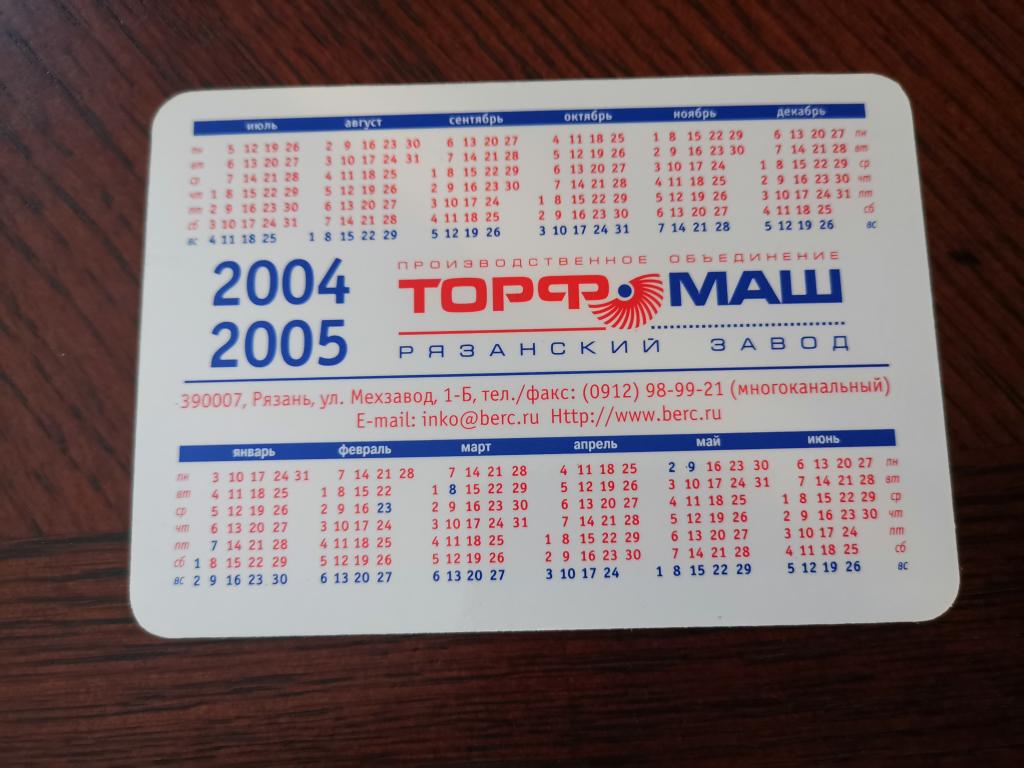 июль август сентябрь октябрь ноябрь декабрь
пн 5 12 19 26 2 9 16 23 30 6 13 20 27 4 11 18 25 1 8 15 22 29 6 13 20 27 пн
вт 6 13 20 27 3 10 17 24 31 7 14 21 28 5 12 19 26 2 9 16 23 30 7 14 21 28 вт
ср 7 14 21 28 4 11 18 25 1 8 15 22 29 6 13 20 27 3 10 17 24 1 8 15 22 29 ср
чт 1 8 15 22 29 5 12 19 26 2 9 16 23 30 7 14 21 28 4 11 18 25 2 9 16 23 30 чт
пт 2 9 16 23 30 6 13 20 27 3 10 17 24 1 8 15 22 29 5 12 19 26 3 10 17 24 31 пт
сб 3 10 17 24 31 7 14 21 28 4 11 18 25 2 9 16 23 30 6 13 20 27 4 11 18 25 сб
вс 4 11 18 25 1 8 15 22 29 5 12 19 26 3 10 17 24 31 7 14 21 28 5 12 19 26 вс
2004
2005
ПРОИЗВОДСТВЕННОЕ ОБЪЕДИНЕНИЕ
ТОРФ МАШ
РЯЗАНСКИЙ ЗАВОД
390007, Рязань, ул. Мехзавод, 1-Б, тел./факс: (0912) 98-99-21 (многоканальный)
E-mail: inko@berc.ru Http://www.berc.ru
январь февраль март апрель май июнь
пн 3 10 17 24 31 7 14 21 28 7 14 21 28 4 11 18 25 2 9 16 23 30 6 13 20 27 пн
вт 4 11 18 25 1 8 15 22 1 8 15 22 29 5 12 19 26 3 10 17 24 31 7 14 21 28 вт
ср 5 12 19 26 2 9 16 23 2 9 16 23 30 6 13 20 27 4 11 18 25 1 8 15 22 29 ср
чт 6 13 20 27 3 10 17 24 3 10 17 24 31 7 14 21 28 5 12 19 26 2 9 16 23 30 чт
пт 7 14 21 28 4 11 18 25 4 11 18 25 1 8 15 22 29 6 13 20 27 3 10 17 24 пт
сб 1 8 15 22 29 5 12 19 26 5 12 19 26 2 9 16 23 30 7 14 21 28 4 11 18 25 сб
вс 2 9 16 23 30 6 13 20 27 6 13 20 27 3 10 17 24 1 8 15 22 29 5 12 19 26 вс